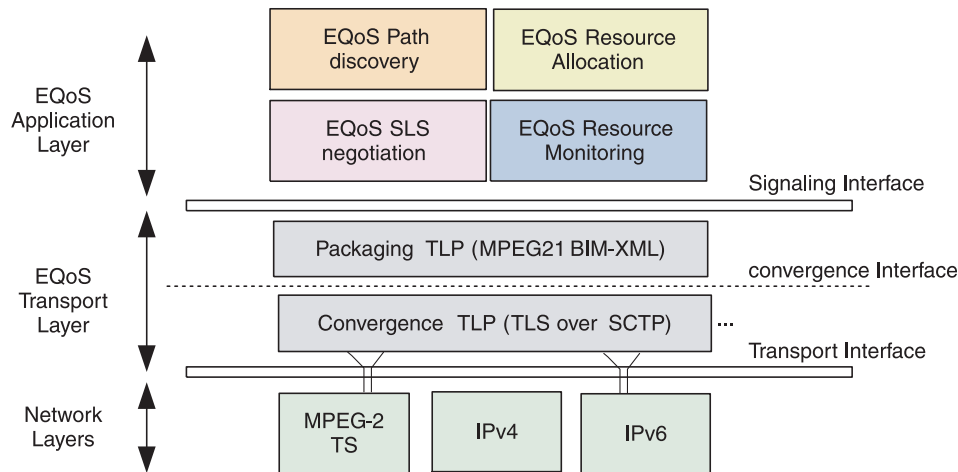 EQoS Path
discovery
EQoS Resource
Allocation
EQoS
Application
Layer
EQoS SLS
negotiation
EQoS Resource
Monitoring
Signaling Interface
Packaging TLP (MPEG21 BIM-XML)
EQoS
Transport
Layer
convergence Interface
Convergence TLP (TLS over SCTP)
...
Transport Interface
Network
Layers
MPEG-2
TS
IPv4
IPv6